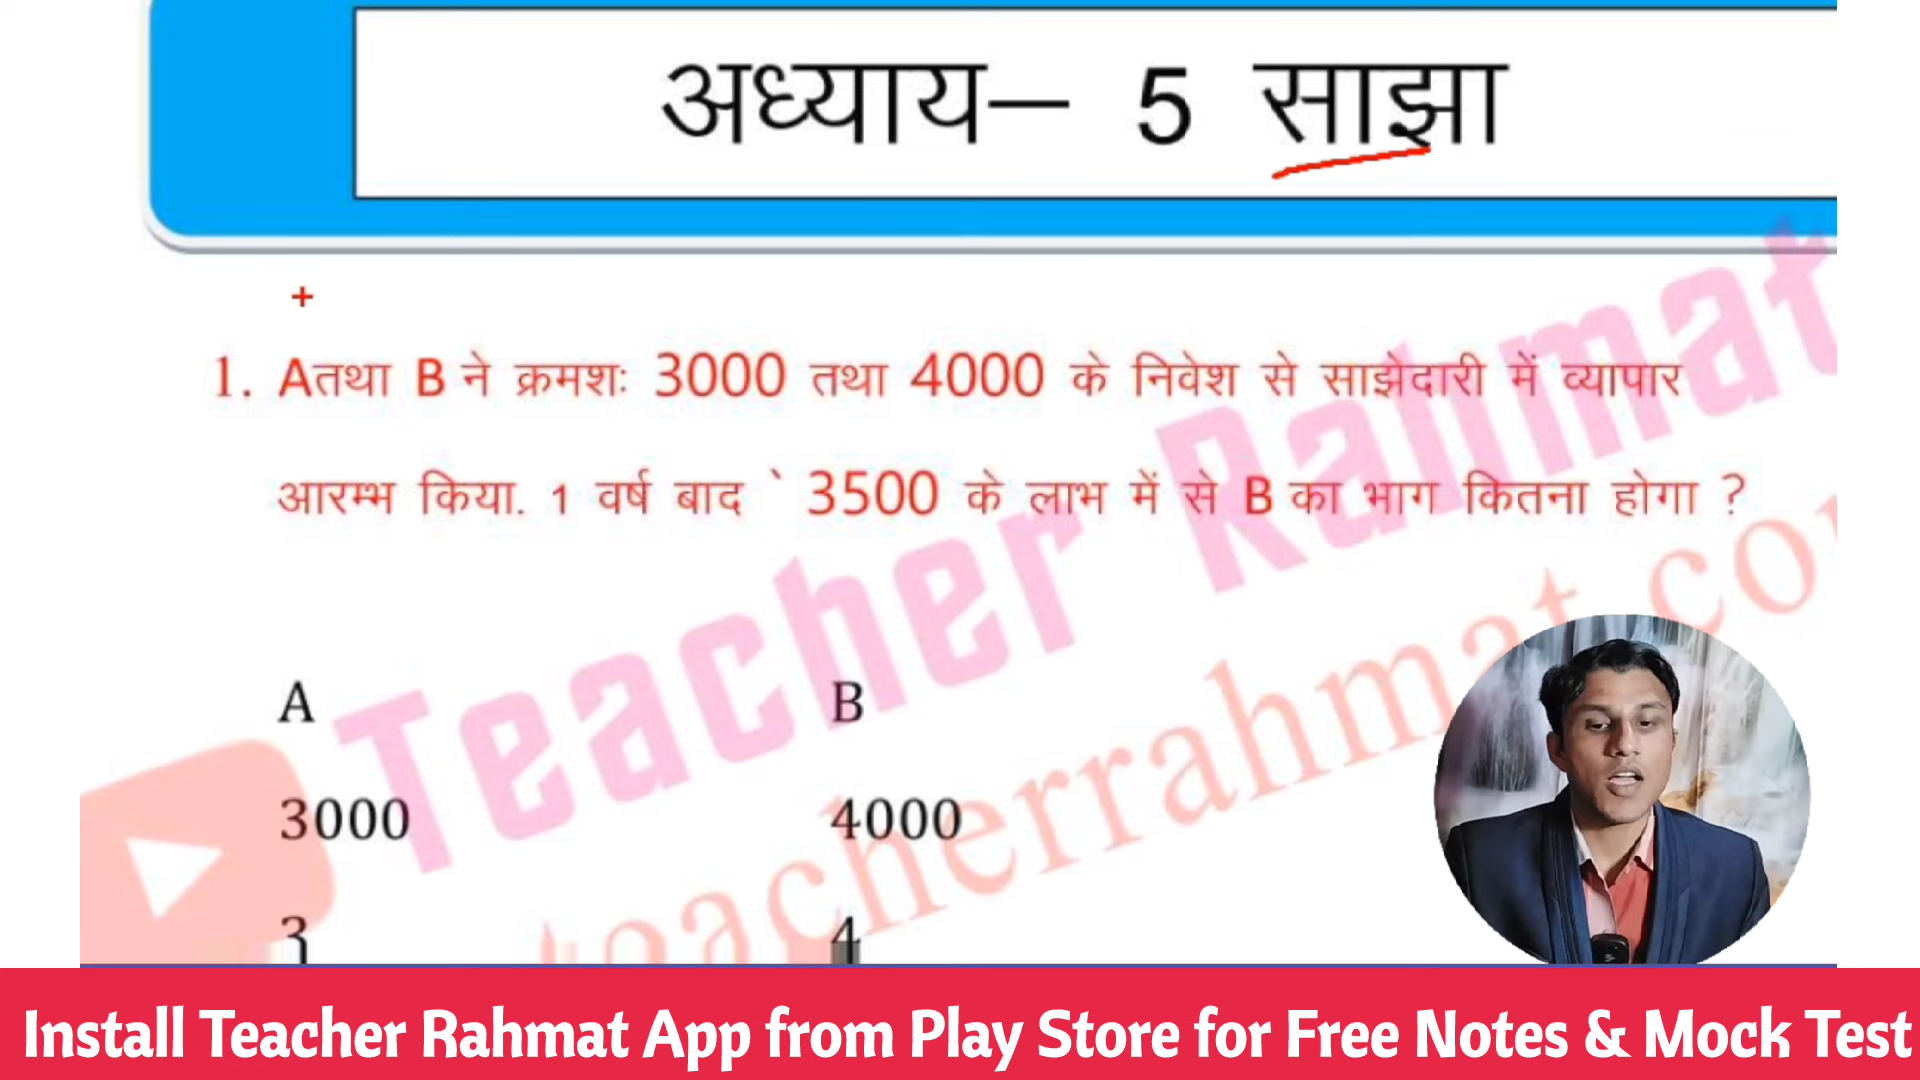 अध्याय– 5 साझा
1. Aतथा B ने क्रमशः 3000 तथा 4000 के निवेश से साझेदारी में व्यापार
आरम्भ किया. 1 वर्ष बाद ` 3500 के लाभ में से B का भाग कितना होगा ?
Teacher Rahmat
teacherrahmat.co
A B
3000 4000
3 4
Install Teacher Rahmat App from Play Store for Free Notes & Mock Test